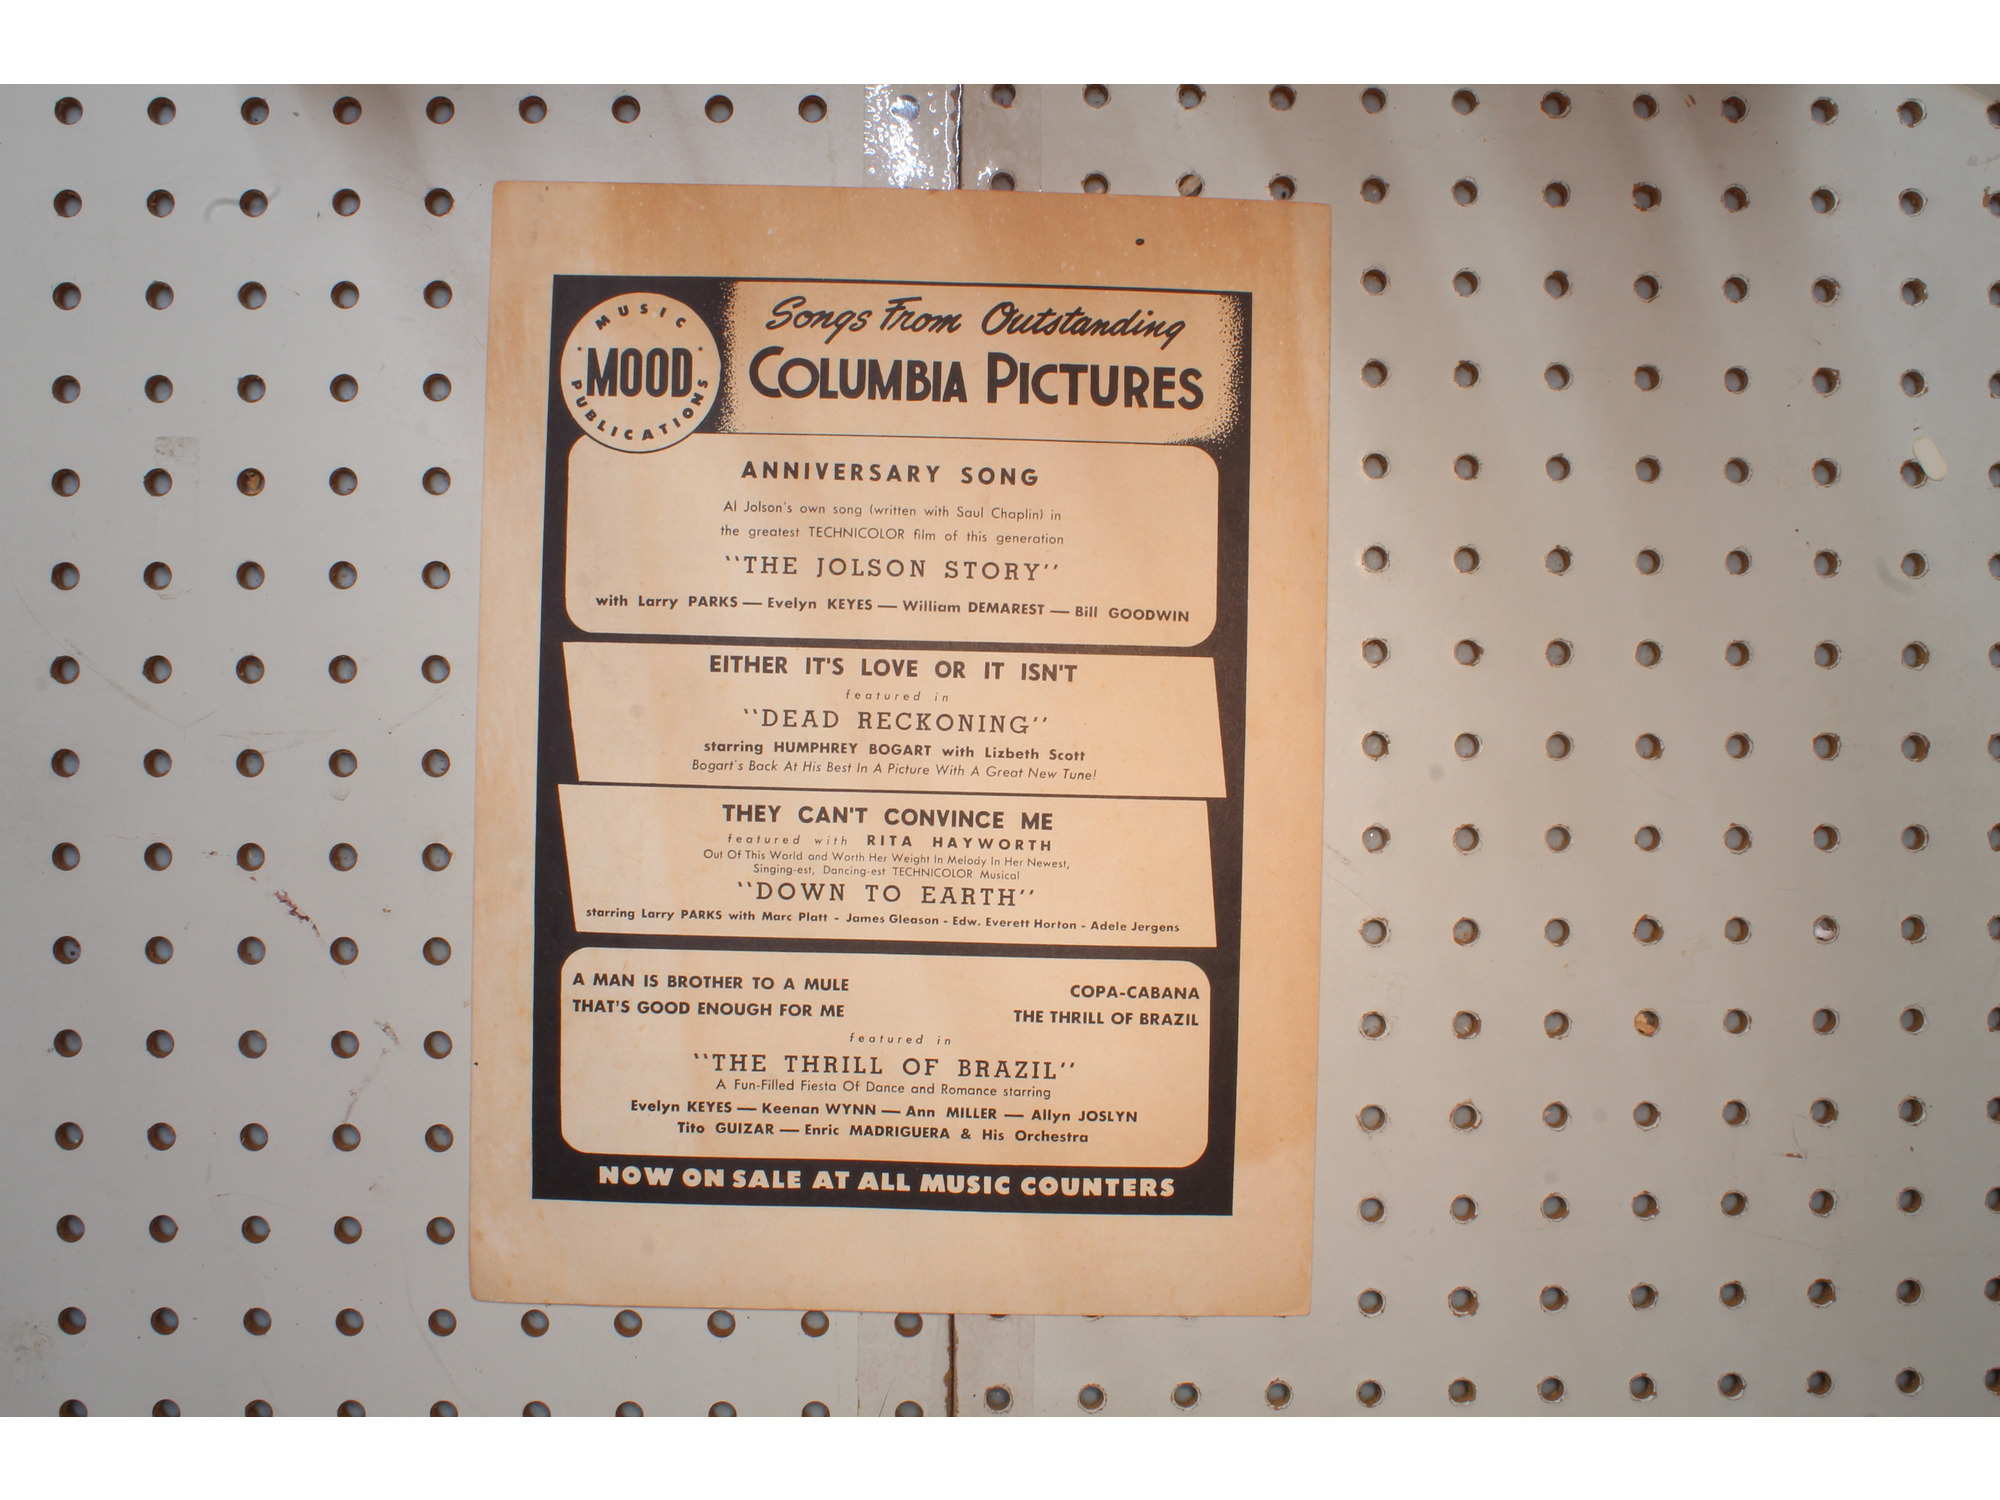 MUSIC
MOOD
PUBLICATIONS
Songs From Outstanding
COLUMBIA PICTURES
ANNIVERSARY SONG
Al Jolson's own song (written with Saul Chaplin) in
the greatest TECHNICOLOR film of this generation
"THE JOLSON STORY"
with Larry PARKS — Evelyn KEYES — William DEMAREST — Bill GOODWIN
EITHER IT'S LOVE OR IT ISN'T
featured in
"DEAD RECKONING"
starring HUMPHREY BOGART with Lizbeth Scott
Bogart's Back At His Best In A Picture With A Great New Tune!
THEY CAN'T CONVINCE ME
featured with RITA HAYWORTH
Out Of This World and Worth Her Weight In Melody In Her Newest,
Singing-est, Dancing-est TECHNICOLOR Musical
"DOWN TO EARTH"
starring Larry PARKS with Marc Platt - James Gleason - Edw. Everett Horton - Adele Jergens
A MAN IS BROTHER TO A MULE
THAT'S GOOD ENOUGH FOR ME
COPA-CABANA
THE THRILL OF BRAZIL
featured in
"THE THRILL OF BRAZIL"
A Fun-Filled Fiesta Of Dance and Romance starring
Evelyn KEYES — Keenan WYNN — Ann MILLER — Allyn JOSLYN
Tito GUIZAR — Enric MADRIGUERA & His Orchestra
NOW ON SALE AT ALL MUSIC COUNTERS